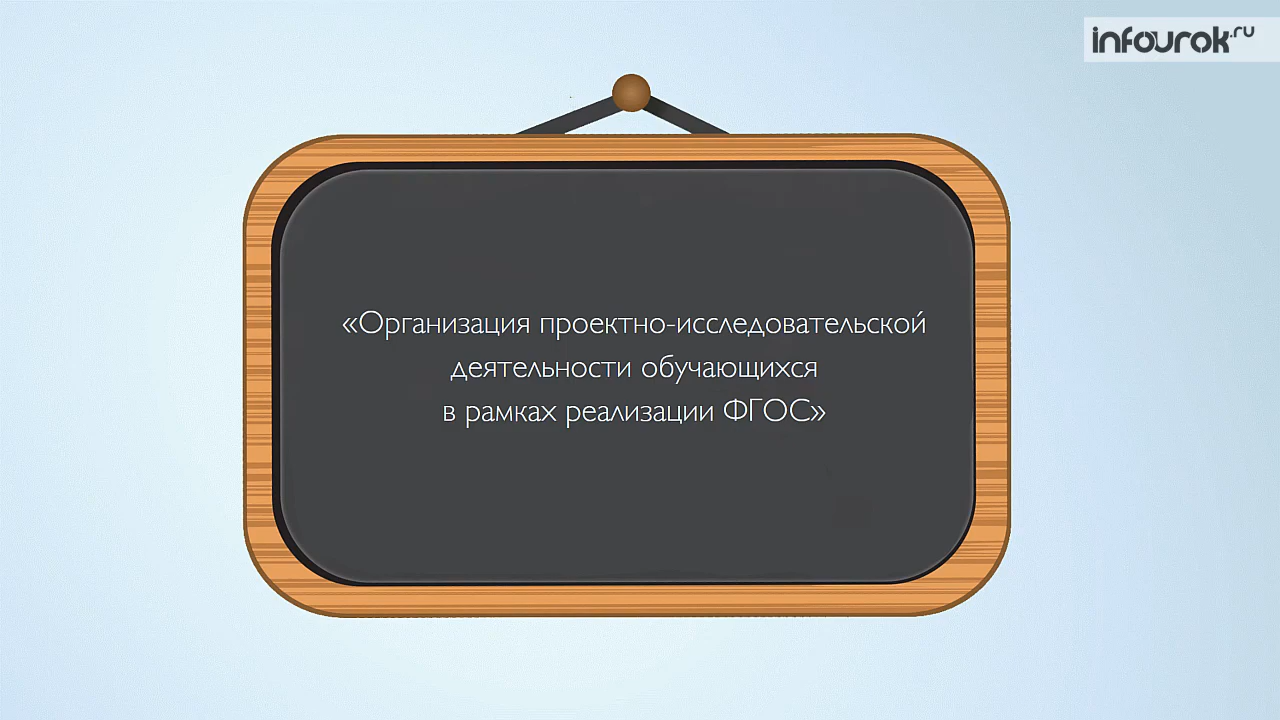 infourok.ru
«Организация проектно-исследовательской
деятельности обучающихся
в рамках реализации ФГОС»